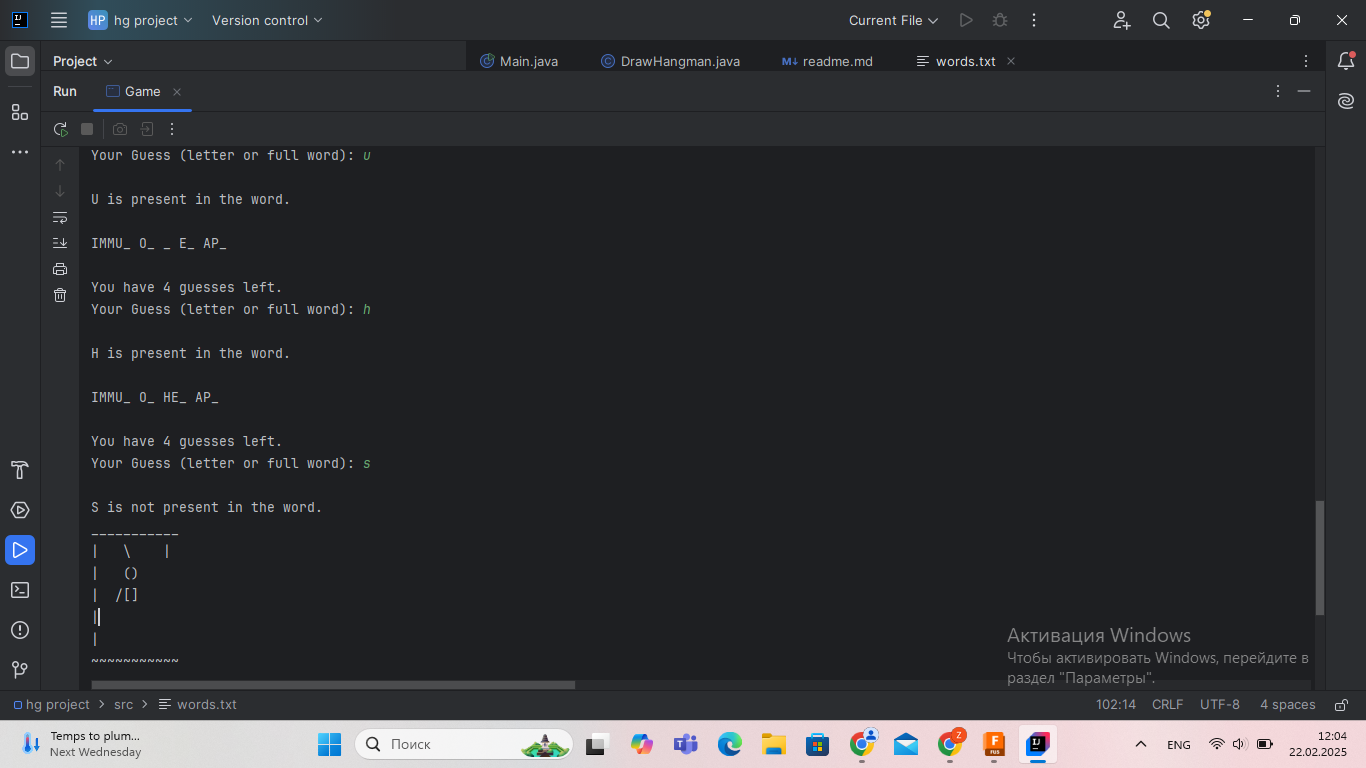 HP hg project Version control Current File
Project Main.java DrawHangman.java M↓ readme.md words.txt
Run Game
Your Guess (letter or full word): u
U is present in the word.
IMMU_ O_ _ E_ AP_
You have 4 guesses left.
Your Guess (letter or full word): h
H is present in the word.
IMMU_ O_ HE_ AP_
You have 4 guesses left.
Your Guess (letter or full word): s
S is not present in the word.
___________
|   \    |
|   ()
|  /[]
|
|
~~~~~~~~~~~
Активация Windows
Чтобы активировать Windows, перейдите в
раздел "Параметры".
hg project > src > words.txt 102:14 CRLF UTF-8 4 spaces
Temps to plum...
Next Wednesday
Поиск
ENG
12:04
22.02.2025